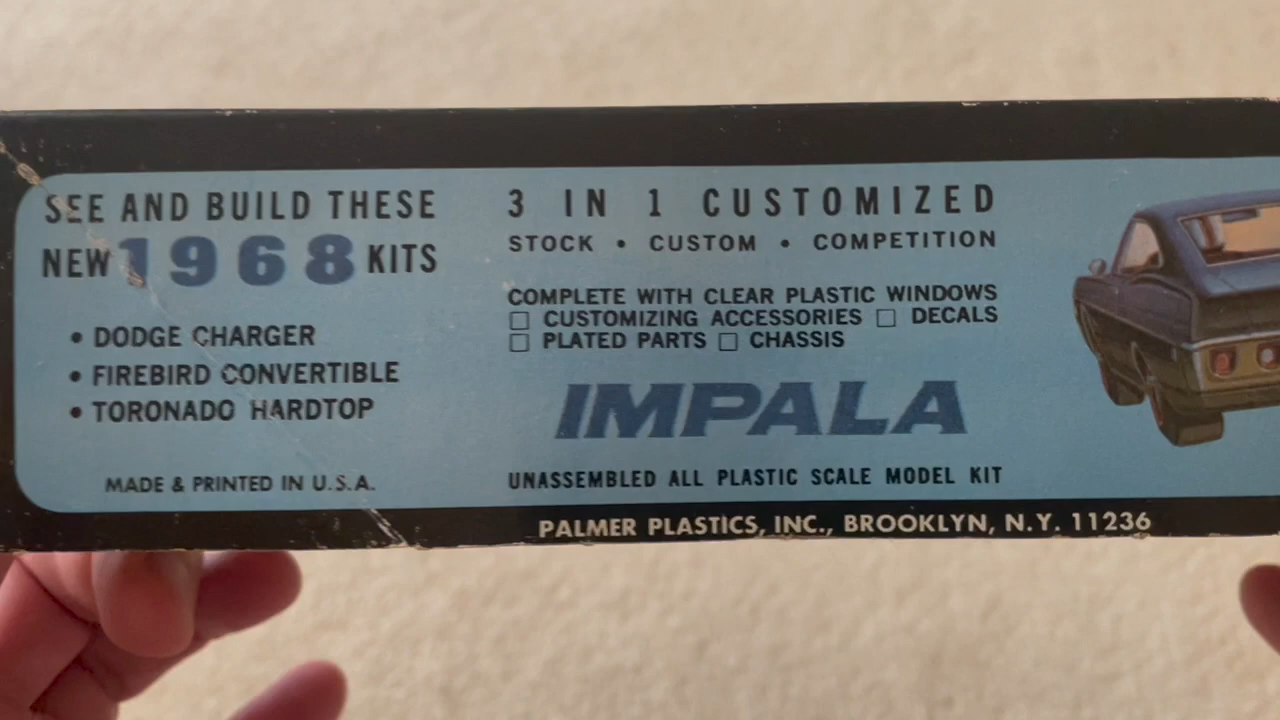 SEE AND BUILD THESE
NEW 1968 KITS
• DODGE CHARGER
• FIREBIRD CONVERTIBLE
• TORONADO HARDTOP
MADE & PRINTED IN U.S.A.
3 IN 1 CUSTOMIZED
STOCK • CUSTOM • COMPETITION
COMPLETE WITH CLEAR PLASTIC WINDOWS
□ CUSTOMIZING ACCESSORIES □ DECALS
□ PLATED PARTS □ CHASSIS
IMPALA
UNASSEMBLED ALL PLASTIC SCALE MODEL KIT
PALMER PLASTICS, INC., BROOKLYN, N.Y. 11236